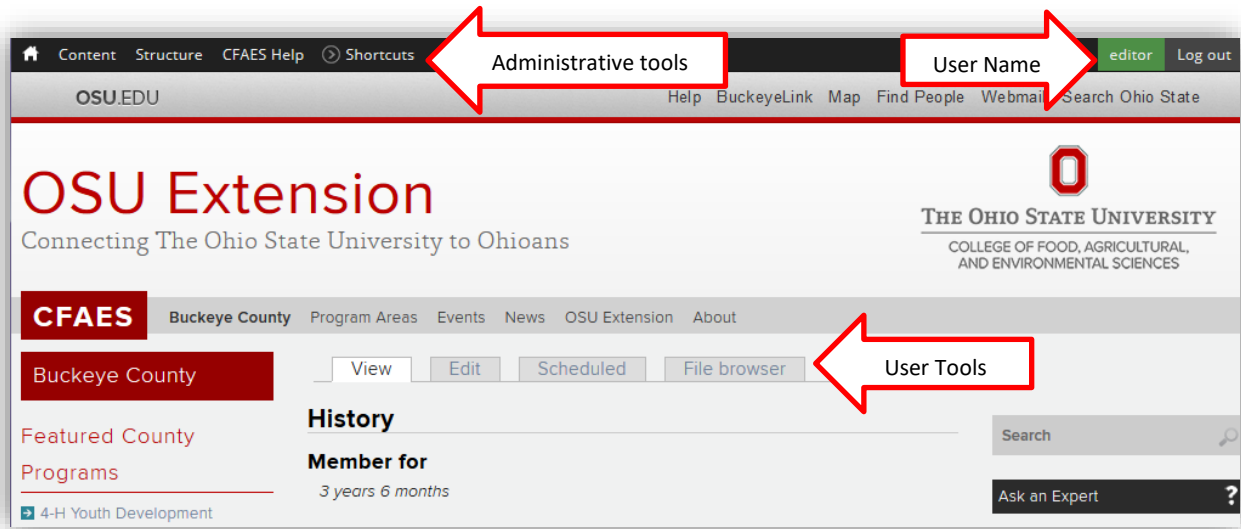 Content Structure CFAES Help Shortcuts Administrative tools User Name editor Log out
OSU.EDU Help BuckeyeLink Map Find People Webmail Search Ohio State
OSU Extension
Connecting The Ohio State University to Ohioans
O
THE OHIO STATE UNIVERSITY
COLLEGE OF FOOD, AGRICULTURAL,
AND ENVIRONMENTAL SCIENCES
CFAES Buckeye County Program Areas Events News OSU Extension About
Buckeye County
View Edit Scheduled File browser User Tools
History
Member for
3 years 6 months
Featured County
Programs
4-H Youth Development
Search
Ask an Expert ?